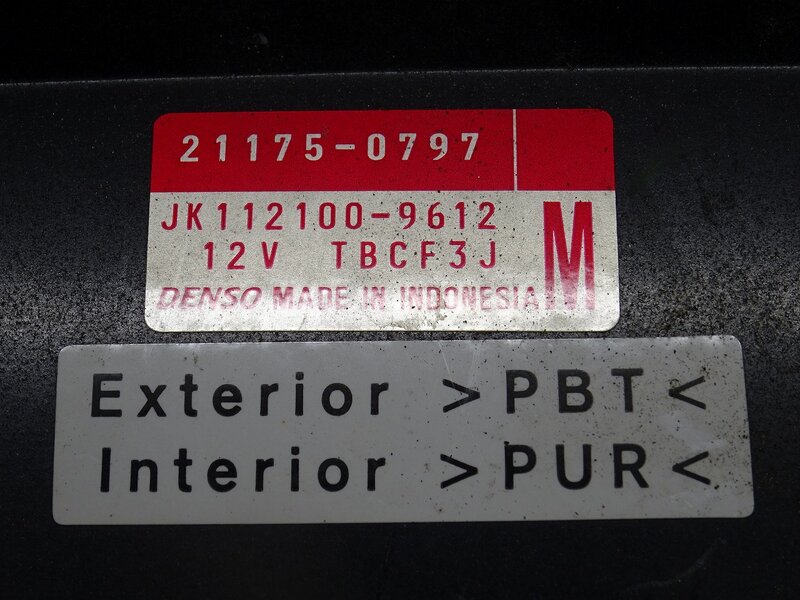 21175-0797
JK112100-9612
12V TBCF3J
M
DENSO MADE IN INDONESIA
Exterior >PBT<
Interior >PUR<